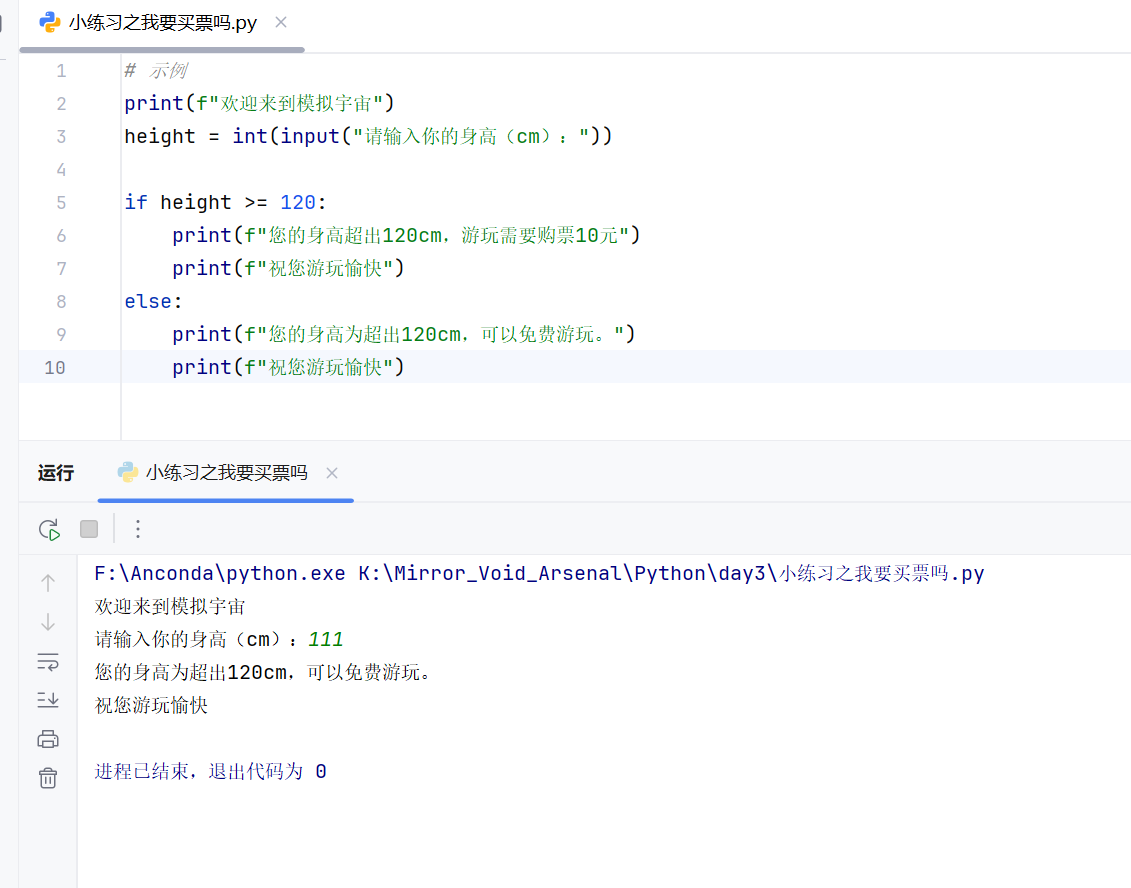 小练习之我要买票吗.py
1 # 示例
2 print(f"欢迎来到模拟宇宙")
3 height = int(input("请输入你的身高（cm）："))
4
5 if height >= 120:
6     print(f"您的身高超出120cm，游玩需要购票10元")
7     print(f"祝您游玩愉快")
8 else:
9     print(f"您的身高为超出120cm，可以免费游玩。")
10     print(f"祝您游玩愉快")
运行 小练习之我要买票吗
F:\Anconda\python.exe K:\Mirror_Void_Arsenal\Python\day3\小练习之我要买票吗.py
欢迎来到模拟宇宙
请输入你的身高（cm）：111
您的身高为超出120cm，可以免费游玩。
祝您游玩愉快
进程已结束，退出代码为 0